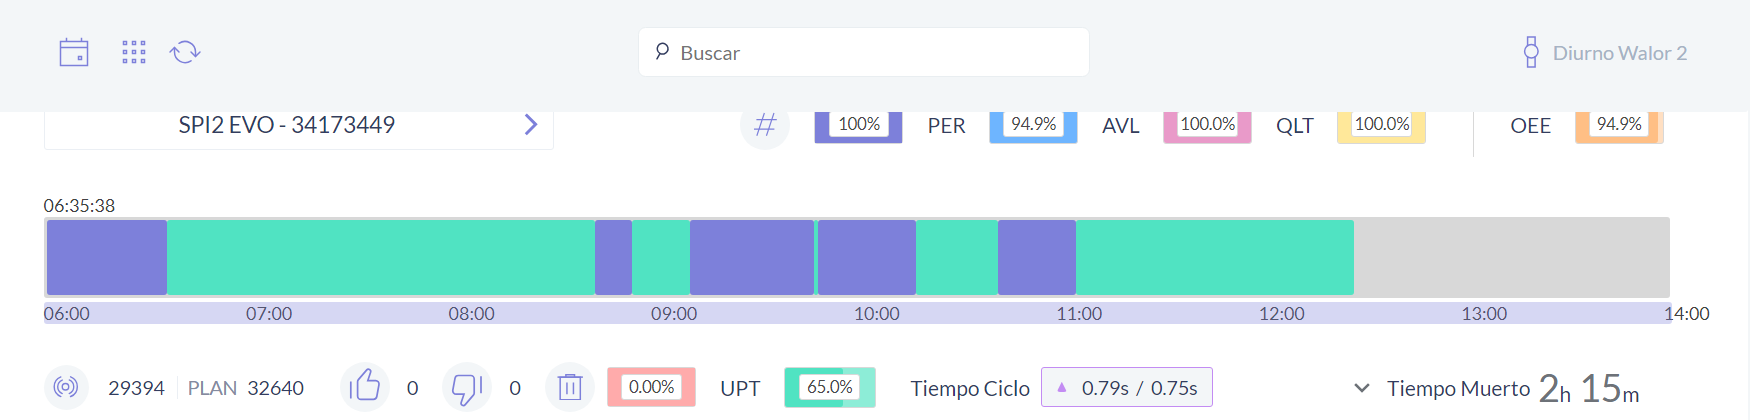 Buscar
Diurno Walor 2
SPI2 EVO - 34173449
# 100% PER 94.9% AVL 100.0% QLT 100.0% OEE 94.9%
06:35:38
06:00 07:00 08:00 09:00 10:00 11:00 12:00 13:00 14:00
29394 PLAN 32640 0 0 0.00% UPT 65.0% Tiempo Ciclo 0.79s / 0.75s Tiempo Muerto 2h 15m